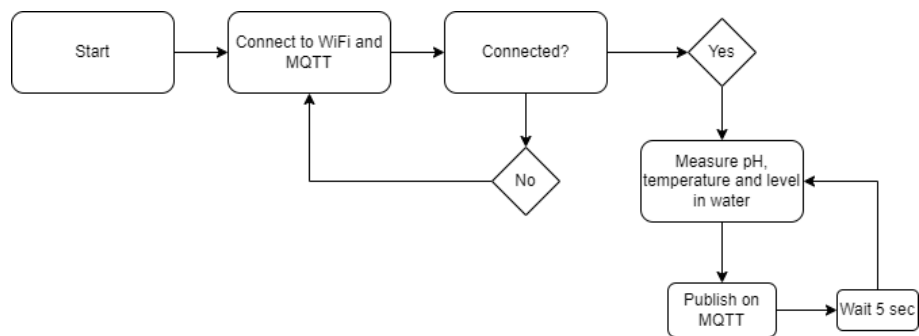 Start
Connect to WiFi and
MQTT
Connected?
Yes
No
Measure pH,
temperature and level
in water
Publish on
MQTT
Wait 5 sec